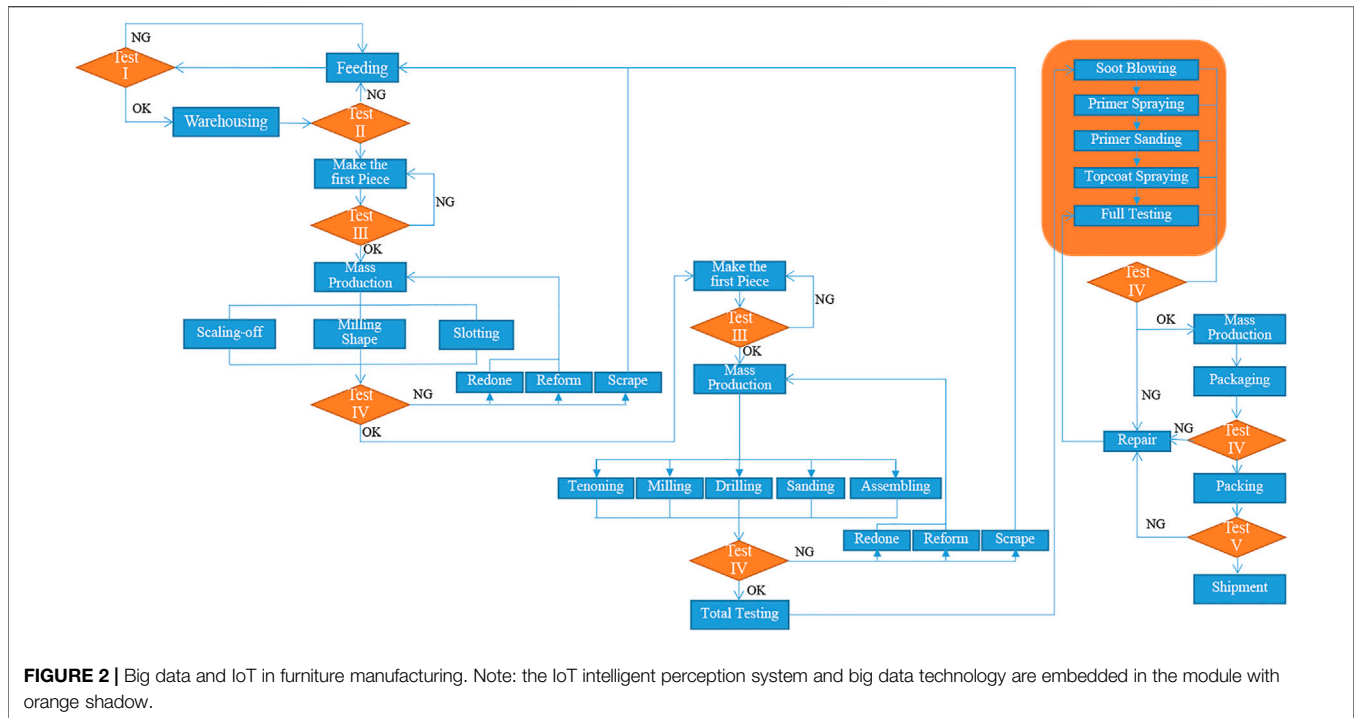 NG
Test
I
Feeding
OK
NG
Warehousing
Test
II
Make the
first Piece
NG
Test
III
OK
Mass
Production
Scaling-off
Milling
Shape
Slotting
Redone
Reform
Scrape
Test
IV
NG
OK
Make the
first Piece
NG
Test
III
OK
Mass
Production
Tenoning
Milling
Drilling
Sanding
Assembling
Redone
Reform
Scrape
Test
IV
NG
OK
Total Testing
Soot Blowing
Primer Spraying
Primer Sanding
Topcoat Spraying
Full Testing
Test
IV
OK
Mass
Production
Packaging
NG
NG
Test
IV
Repair
Packing
NG
Test
V
Shipment
FIGURE 2 | Big data and IoT in furniture manufacturing. Note: the IoT intelligent perception system and big data technology are embedded in the module with
orange shadow.